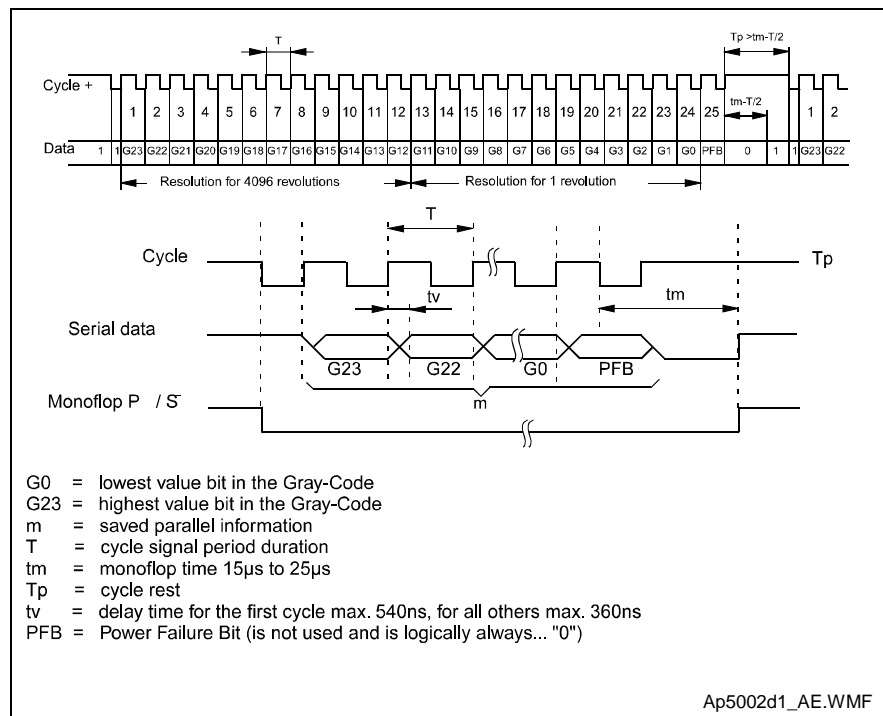 T
Tp >tm-T/2
Cycle +
1 2 3 4 5 6 7 8 9 10 11 12 13 14 15 16 17 18 19 20 21 22 23 24 25 tm-T/2 1 2
Data 1 1 G23 G22 G21 G20 G19 G18 G17 G16 G15 G14 G13 G12 G11 G10 G9 G8 G7 G6 G5 G4 G3 G2 G1 G0 PFB 0 1 1 G23 G22
Resolution for 4096 revolutions Resolution for 1 revolution
T
Cycle Tp
tv tm
Serial data
G23 G22 G0 PFB
m
Monoflop P / S̅
G0 = lowest value bit in the Gray-Code
G23 = highest value bit in the Gray-Code
m = saved parallel information
T = cycle signal period duration
tm = monoflop time 15µs to 25µs
Tp = cycle rest
tv = delay time for the first cycle max. 540ns, for all others max. 360ns
PFB = Power Failure Bit (is not used and is logically always... "0")
Ap5002d1_AE.WMF